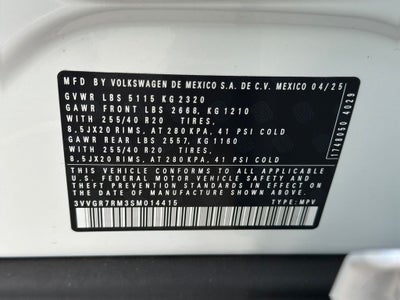 MFD BY VOLKSWAGEN DE MEXICO S.A. DE C.V. MEXICO 04/25
GVWR LBS 5115 KG 2320
GAWR FRONT LBS 2668, KG 1210
WITH 255/40 R20 TIRES,
8,5JX20 RIMS, AT 280 KPA, 41 PSI COLD
GAWR REAR LBS 2557, KG 1160
WITH 255/40 R20 TIRES,
8,5JX20 RIMS, AT 280 KPA, 41 PSI COLD
THIS VEHICLE CONFORMS TO ALL APPLICABLE
U.S. FEDERAL MOTOR VEHICLE SAFETY AND
THEFT PREVENTION STANDARDS IN EFFECT ON THE
DATE OF MANUFACTURE SHOWN ABOVE
3VVGR7RM3SM014415 TYPE: MPV
1749050 4029